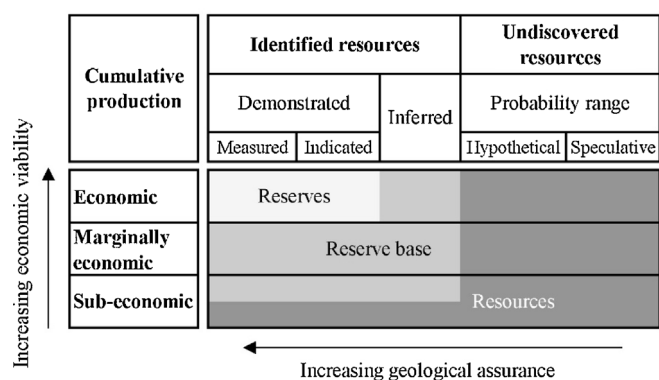 Cumulative
production
Identified resources
Undiscovered
resources
Demonstrated
Inferred
Probability range
Measured
Indicated
Hypothetical
Speculative
Increasing economic viability
Economic
Reserves
Marginally
economic
Reserve base
Sub-economic
Resources
Increasing geological assurance